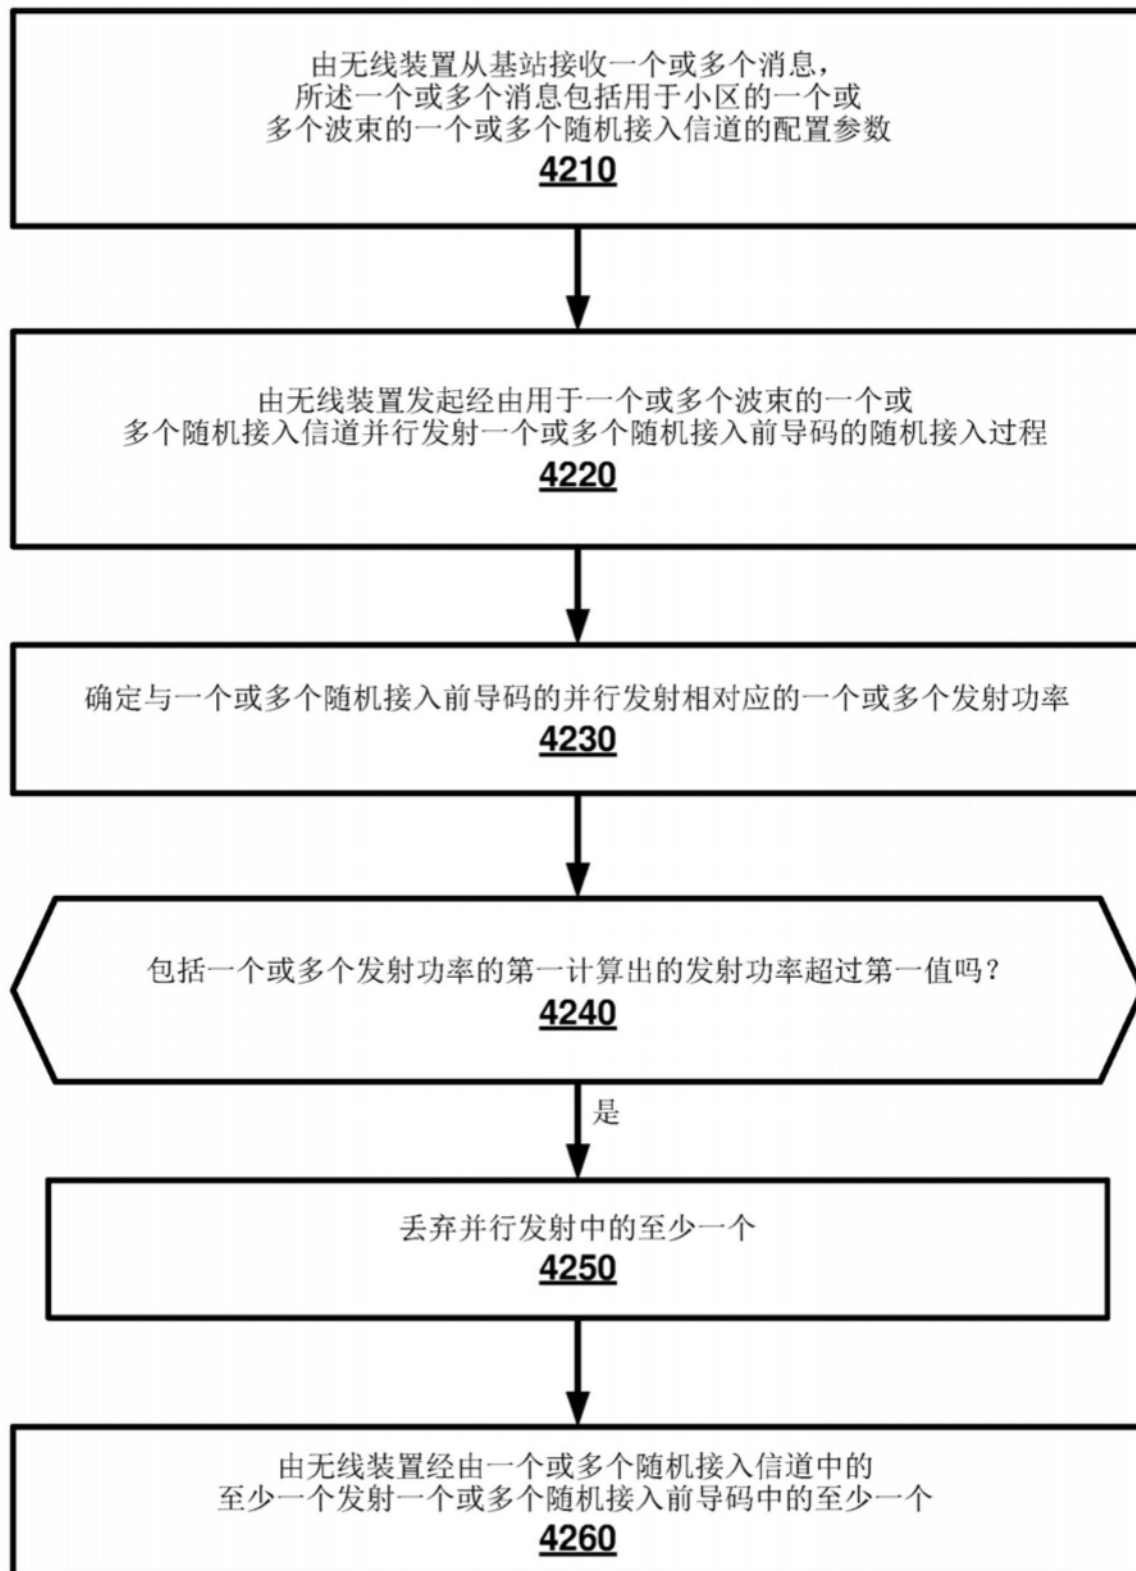 由无线装置从基站接收一个或多个消息，
所述一个或多个消息包括用于小区的一个或
多个波束的一个或多个随机接入信道的配置参数
4210
由无线装置发起经由用于一个或多个波束的一个或
多个随机接入信道并行发射一个或多个随机接入前导码的随机接入过程
4220
确定与一个或多个随机接入前导码的并行发射相对应的一个或多个发射功率
4230
包括一个或多个发射功率的第一计算出的发射功率超过第一值吗？
4240
是
丢弃并行发射中的至少一个
4250
由无线装置经由一个或多个随机接入信道中的
至少一个发射一个或多个随机接入前导码中的至少一个
4260